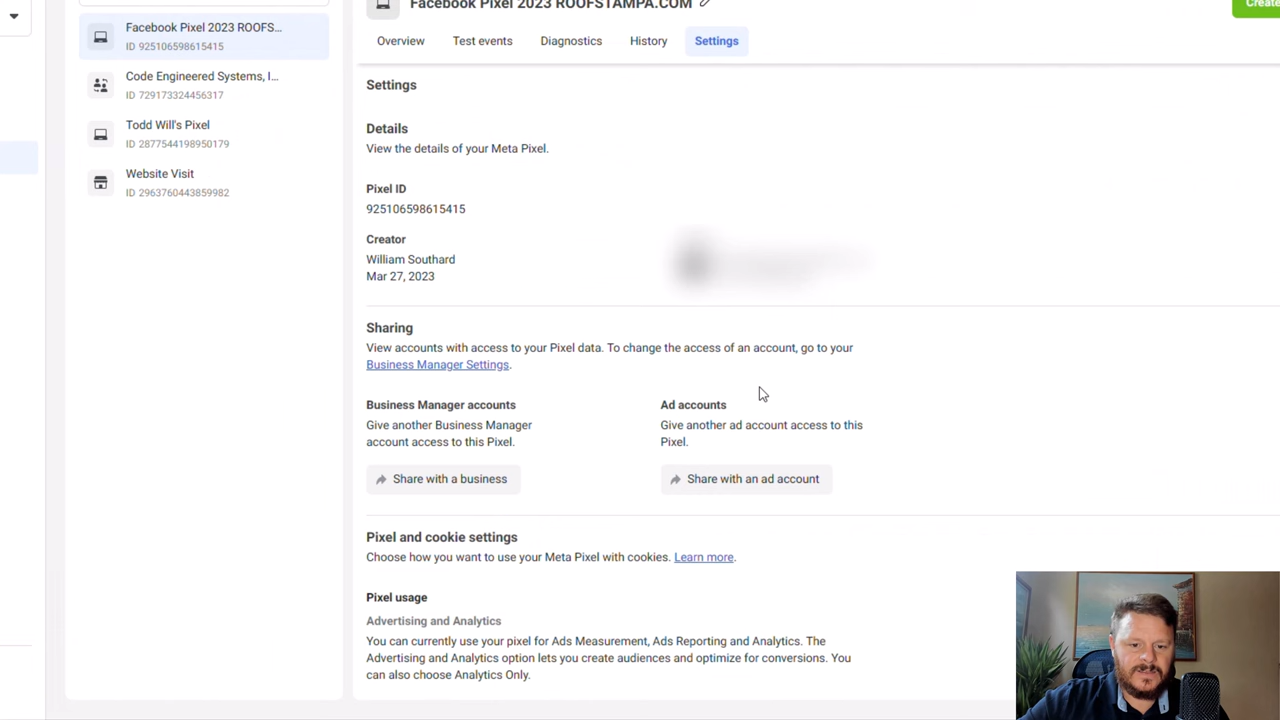 Facebook Pixel 2023 ROOFSTAMPA.COM
Create
Facebook Pixel 2023 ROOFS...
ID 925106598615415
Code Engineered Systems, I...
ID 729173324456317
Todd Will's Pixel
ID 2877544198950179
Website Visit
ID 2963760443859982
Overview
Test events
Diagnostics
History
Settings
Settings
Details
View the details of your Meta Pixel.
Pixel ID
925106598615415
Creator
William Southard
Mar 27, 2023
Sharing
View accounts with access to your Pixel data. To change the access of an account, go to your
Business Manager Settings.
Business Manager accounts
Give another Business Manager
account access to this Pixel.
Share with a business
Ad accounts
Give another ad account access to this
Pixel.
Share with an ad account
Pixel and cookie settings
Choose how you want to use your Meta Pixel with cookies. Learn more.
Pixel usage
Advertising and Analytics
You can currently use your pixel for Ads Measurement, Ads Reporting and Analytics. The
Advertising and Analytics option lets you create audiences and optimize for conversions. You
can also choose Analytics Only.